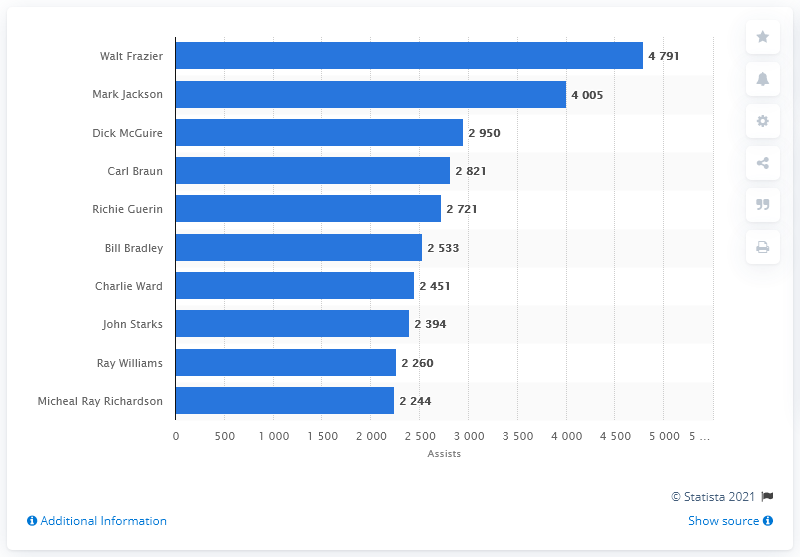 Walt Frazier 4 791
Mark Jackson 4 005
Dick McGuire 2 950
Carl Braun 2 821
Richie Guerin 2 721
Bill Bradley 2 533
Charlie Ward 2 451
John Starks 2 394
Ray Williams 2 260
Micheal Ray Richardson 2 244
0 500 1 000 1 500 2 000 2 500 3 000 3 500 4 000 4 500 5 000 5 ...
Assists
© Statista 2021
Additional Information Show source